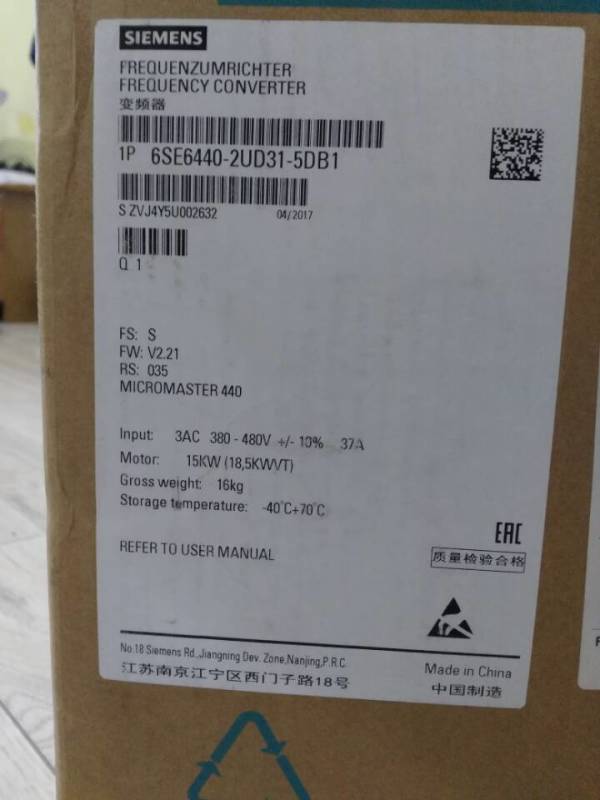 SIEMENS
FREQUENZUMRICHTER
FREQUENCY CONVERTER
变频器
1P 6SE6440-2UD31-5DB1
S ZVJ4Y5U002632 04/2017
Q 1
FS: S
FW: V2.21
RS: 035
MICROMASTER 440
Input: 3AC 380 - 480V +/- 10% 37A
Motor: 15KW (18,5KWVT)
Gross weight: 16kg
Storage temperature: -40°C+70°C
EAC
REFER TO USER MANUAL
质量检验合格
No.18 Siemens Rd.,Jiangning Dev. Zone,Nanjing,P.R.C.
江苏南京江宁区西门子路18号
Made in China
中国制造